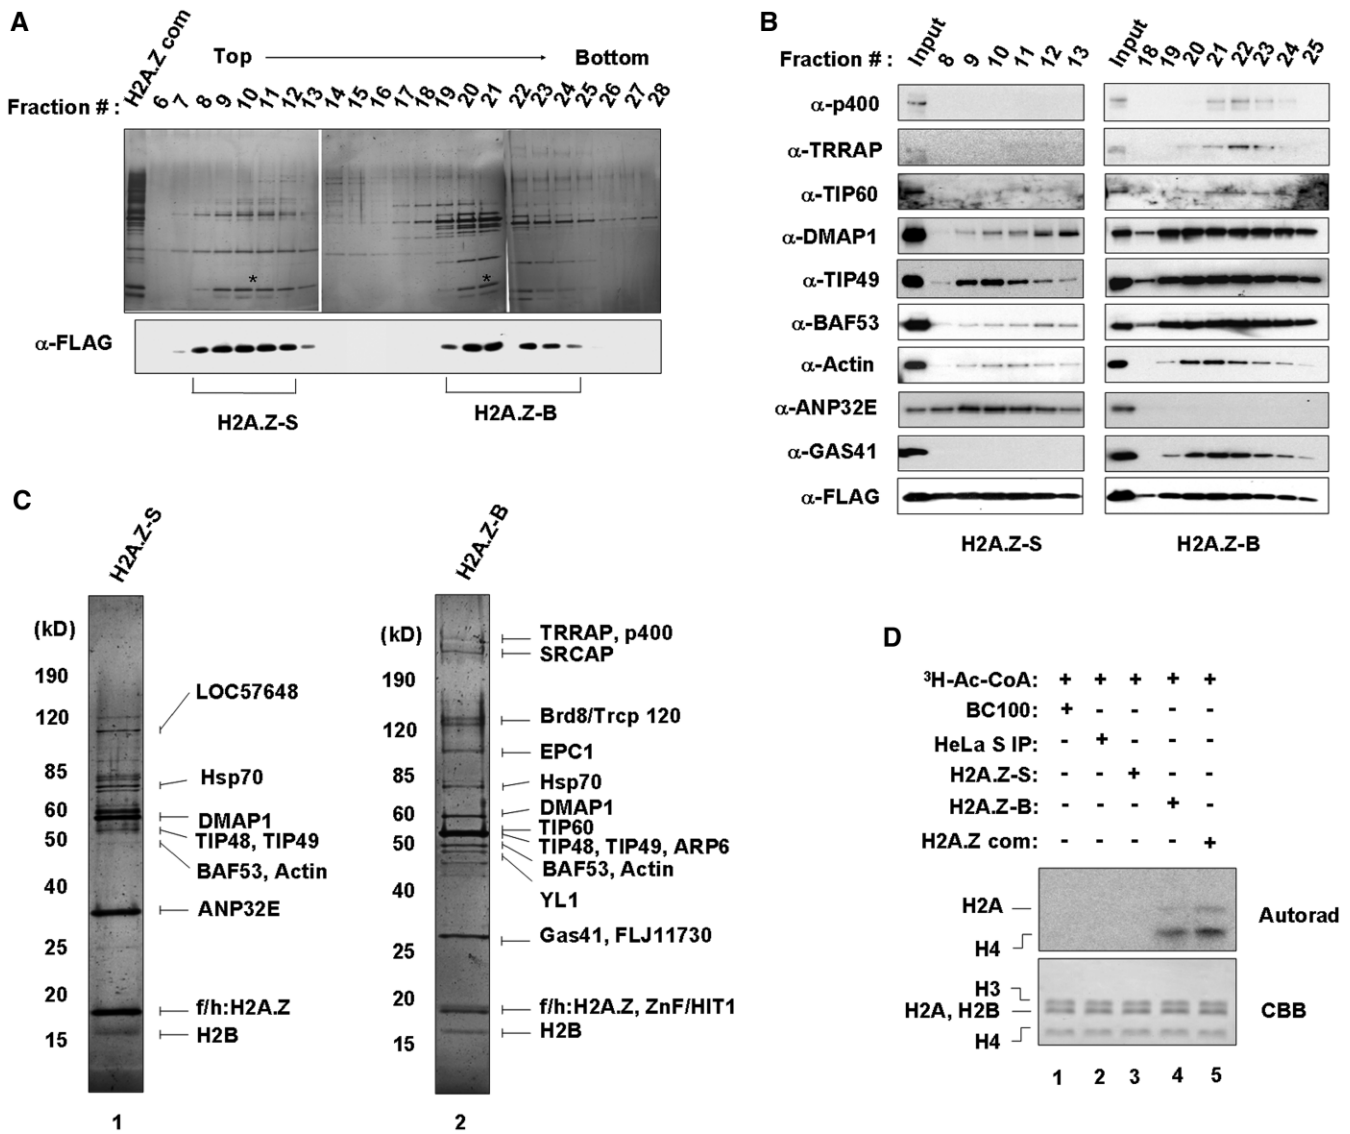 A
H2A.Z com
Top
Bottom
Fraction # :
6 7 8 9 10 11 12 13 14 15 16 17 18 19 20 21 22 23 24 25 26 27 28
*
*
α-FLAG
H2A.Z-S
H2A.Z-B
B
Fraction # :
Input 8 9 10 11 12 13
Input 18 19 20 21 22 23 24 25
α-p400
α-TRRAP
α-TIP60
α-DMAP1
α-TIP49
α-BAF53
α-Actin
α-ANP32E
α-GAS41
α-FLAG
H2A.Z-S
H2A.Z-B
C
H2A.Z-S
(kD)
190
120
85
60
50
40
25
20
15
LOC57648
Hsp70
DMAP1
TIP48, TIP49
BAF53, Actin
ANP32E
f/h:H2A.Z
H2B
1
H2A.Z-B
(kD)
190
120
85
60
50
40
25
20
15
TRRAP, p400
SRCAP
Brd8/Trcp 120
EPC1
Hsp70
DMAP1
TIP60
TIP48, TIP49, ARP6
BAF53, Actin
YL1
Gas41, FLJ11730
f/h:H2A.Z, ZnF/HIT1
H2B
2
D
³H-Ac-CoA: + + + + +
BC100: + - - - -
HeLa S IP: - + - - -
H2A.Z-S: - - + - -
H2A.Z-B: - - - + -
H2A.Z com: - - - - +
H2A
H4
Autorad
H3
H2A, H2B
H4
CBB
1 2 3 4 5